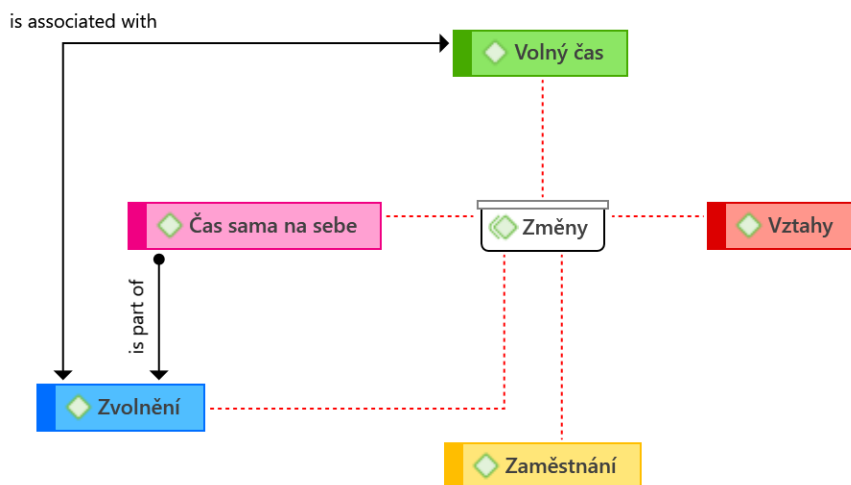 is associated with
Volný čas
Čas sama na sebe
Změny
Vztahy
is part of
Zvolnění
Zaměstnání